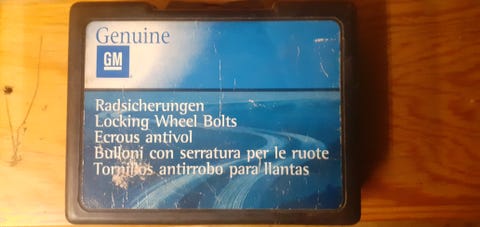 Genuine
GM
Radsicherungen
Locking Wheel Bolts
Ecrous antivol
Bulloni con serratura per le ruote
Tornillos antirrobo para llantas